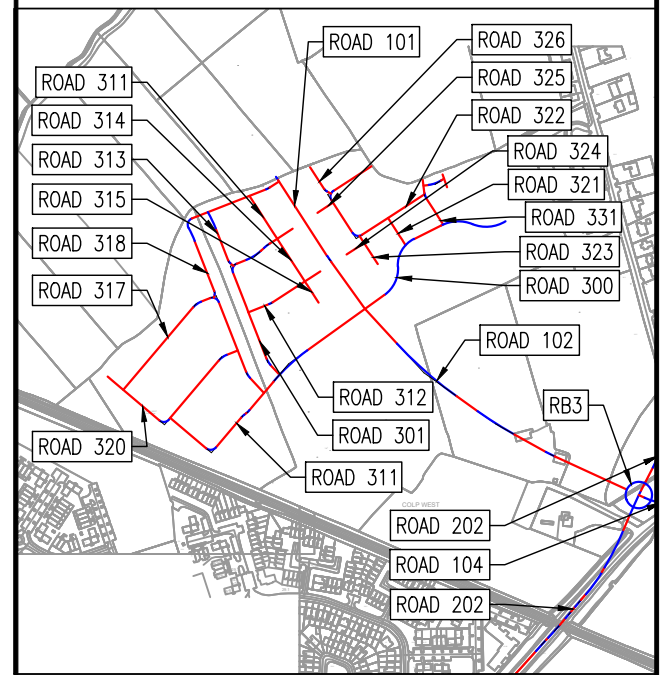 ROAD 101
ROAD 326
ROAD 325
ROAD 322
ROAD 324
ROAD 321
ROAD 331
ROAD 323
ROAD 300
ROAD 311
ROAD 314
ROAD 313
ROAD 315
ROAD 318
ROAD 317
ROAD 102
RB3
ROAD 312
ROAD 301
ROAD 320
ROAD 311
COLP WEST
ROAD 202
ROAD 104
ROAD 202